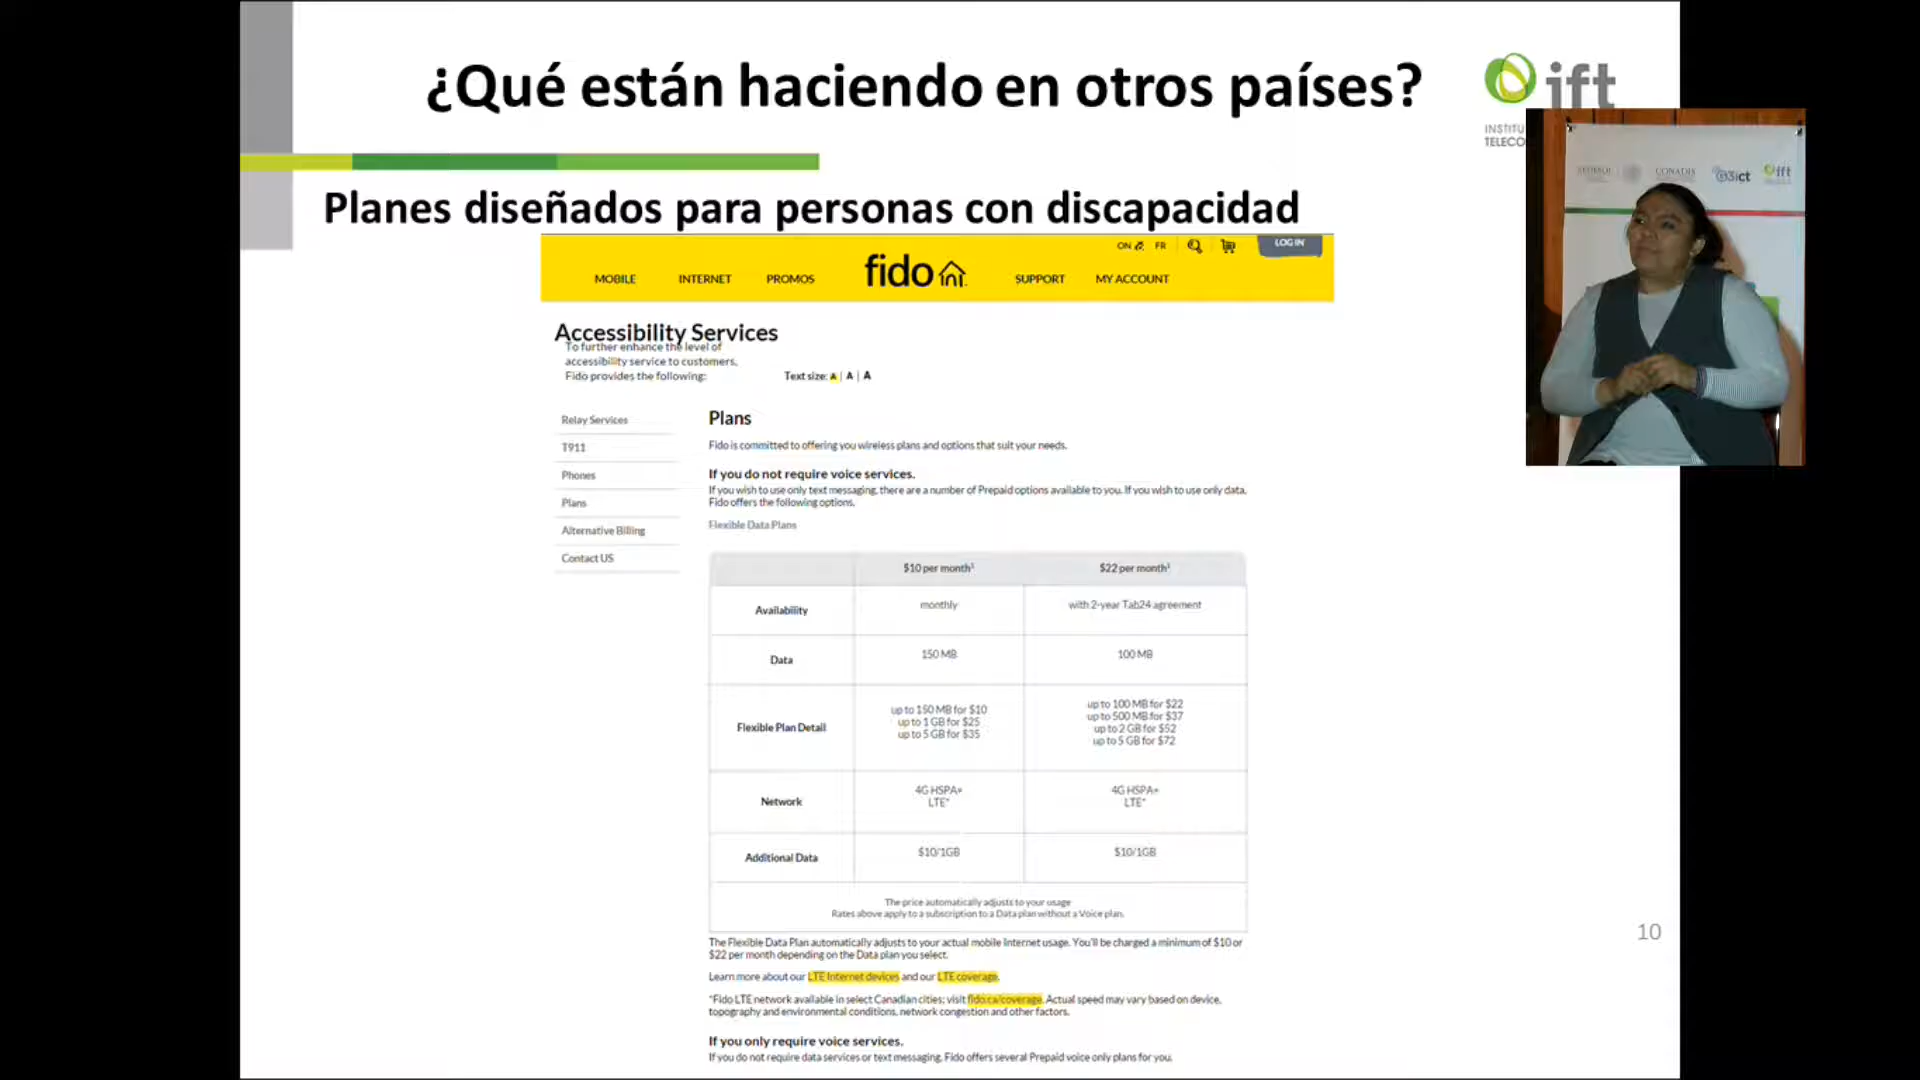 ¿Qué están haciendo en otros países?
ift
INSTITU
TELECO
CONADIS
G3ict
ift
Planes diseñados para personas con discapacidad
ON
FR
LOG IN
MOBILE
INTERNET
PROMOS
fido
SUPPORT
MY ACCOUNT
Accessibility Services
To further enhance the level of
accessibility service to customers,
Fido provides the following:
Text size: A | A | A
Relay Services
T911
Phones
Plans
Alternative Billing
Contact US
Plans
Fido is committed to offering you wireless plans and options that suit your needs.
If you do not require voice services.
If you wish to use only text messaging, there are a number of Prepaid options available to you. If you wish to use only data,
Fido offers the following options.
Flexible Data Plans
$10 per month¹
$22 per month¹
Availability
monthly
with 2-year Tab24 agreement
Data
150 MB
100 MB
Flexible Plan Detail
up to 150 MB for $10
up to 1 GB for $25
up to 5 GB for $35
up to 100 MB for $22
up to 500 MB for $37
up to 2 GB for $52
up to 5 GB for $72
Network
4G HSPA+
LTE*
4G HSPA+
LTE*
Additional Data
$10/1GB
$10/1GB
The price automatically adjusts to your usage
Rates above apply to a subscription to a Data plan without a Voice plan.
The Flexible Data Plan automatically adjusts to your actual mobile Internet usage. You'll be charged a minimum of $10 or
$22 per month depending on the Data plan you select.
Learn more about our LTE Internet devices and our LTE coverage.
*Fido LTE network available in select Canadian cities; visit fido.ca/coverage. Actual speed may vary based on device,
topography and environmental conditions, network congestion and other factors.
If you only require voice services.
If you do not require data services or text messaging, Fido offers several Prepaid voice only plans for you.
10